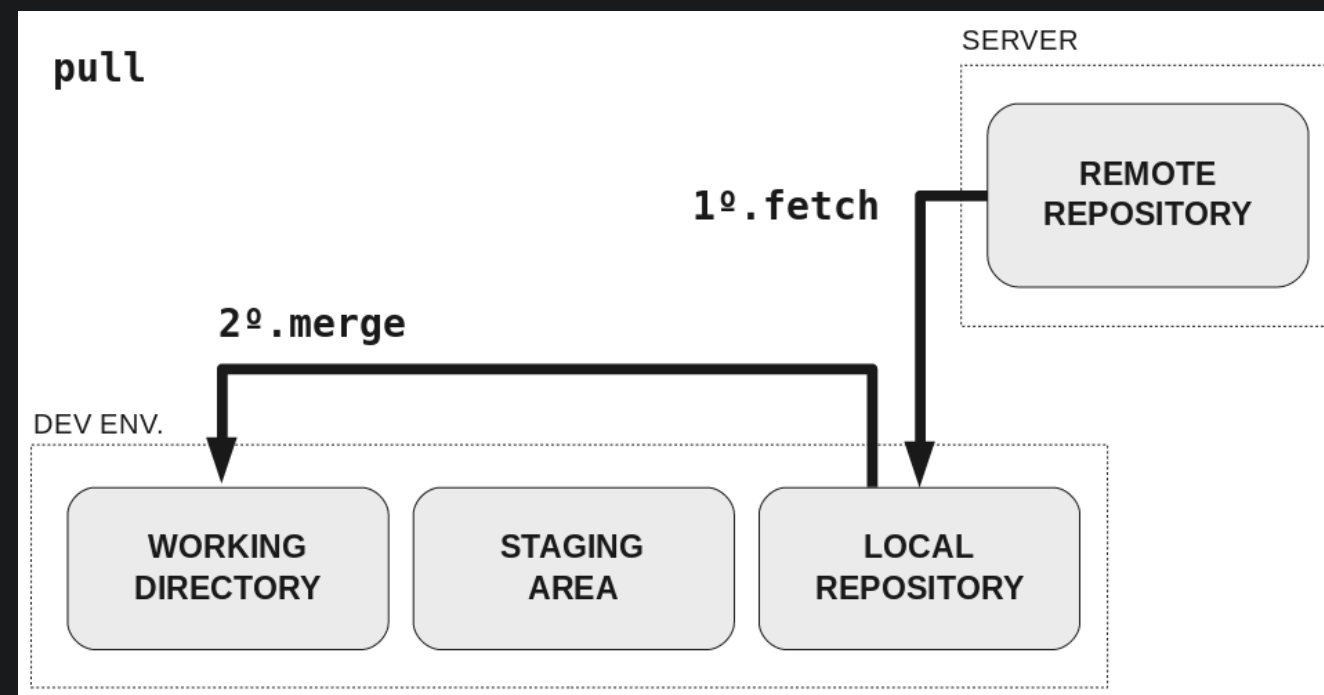 pull
SERVER
REMOTE
REPOSITORY
1º.fetch
2º.merge
DEV ENV.
WORKING
DIRECTORY
STAGING
AREA
LOCAL
REPOSITORY